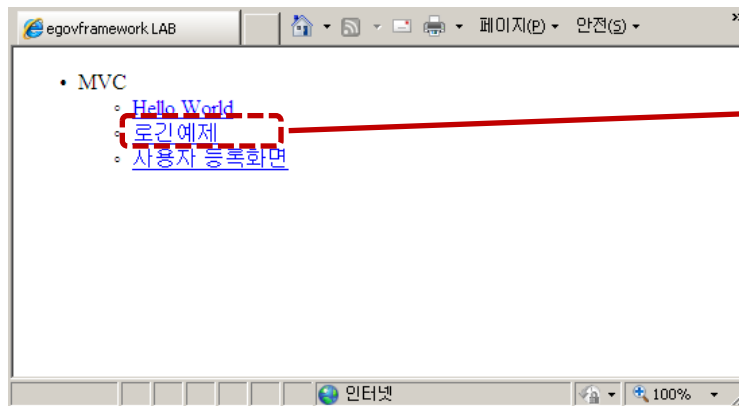 egovframework LAB
페이지(P) 안전(S) »
• MVC
◦ Hello World
◦ 로긴예제
◦ 사용자 등록화면
인터넷 100%